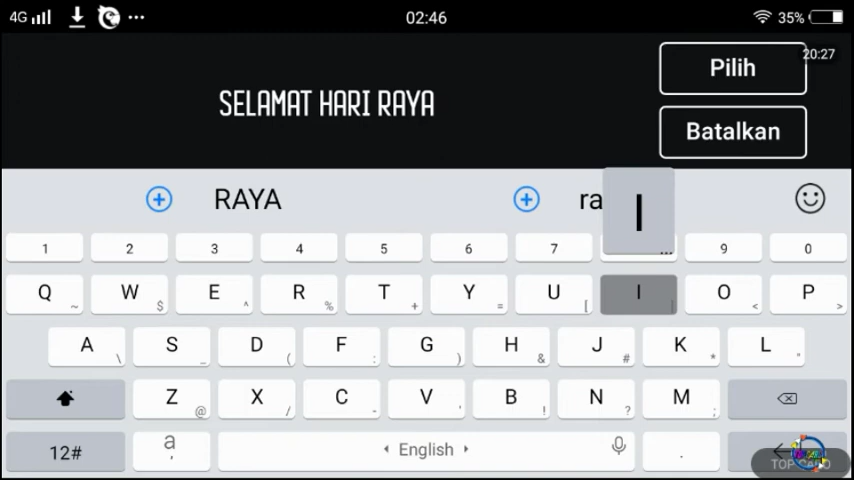 4G 02:46 35%
20:27
Pilih
SELAMAT HARI RAYA
Batalkan
RAYA ra I
1 2 3 4 5 6 7 9 0
Q ~ W $ E ^ R % T + Y = U [ I O < P >
A \ S _ D ( F : G ) H & J # K * L "
Z @ X / C - V ' B ! N ? M ;
12# a , English .
TOP